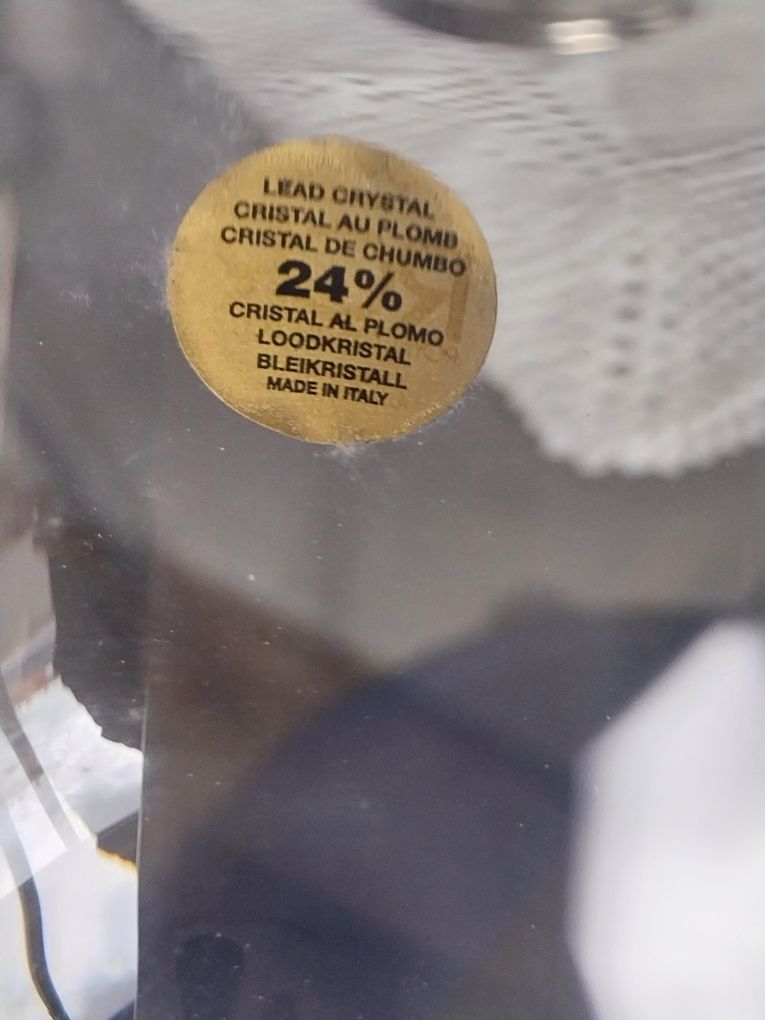 LEAD CRYSTAL
CRISTAL AU PLOMB
CRISTAL DE CHUMBO
24%
CRISTAL AL PLOMO
LOODKRISTAL
BLEIKRISTALL
MADE IN ITALY